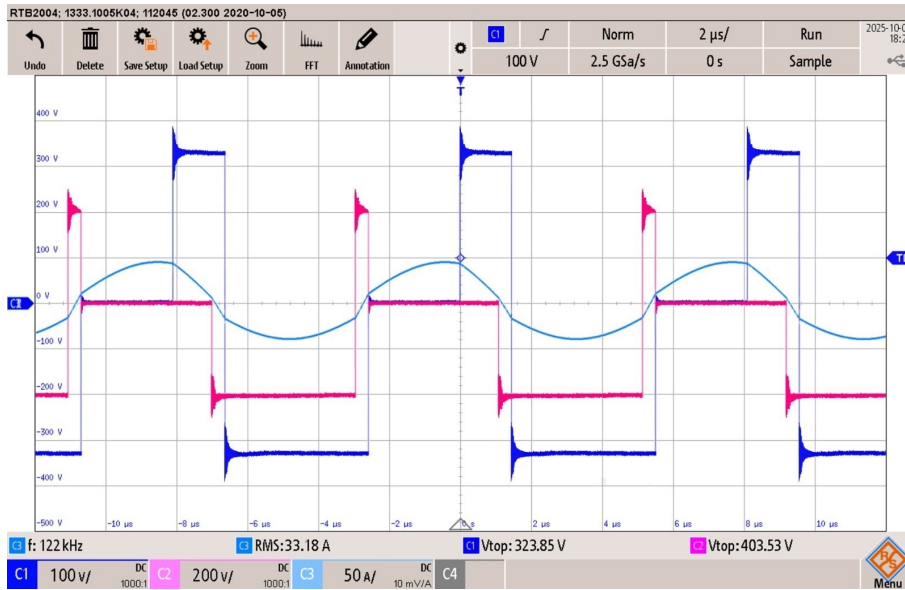 RTB2004; 1333.1005K04; 112045 (02.300 2020-10-05)
Undo
Delete
Save Setup
Load Setup
Zoom
FFT
Annotation
C1
Norm
2 µs/
Run
100 V
2.5 GSa/s
0 s
Sample
T
400 V
300 V
200 V
100 V
0 V
-100 V
-200 V
-300 V
-400 V
-500 V
-10 µs
-8 µs
-6 µs
-4 µs
-2 µs
0 s
2 µs
4 µs
6 µs
8 µs
10 µs
C3 f: 122 kHz
C3 RMS: 33.18 A
C1 Vtop: 323.85 V
C2 Vtop: 403.53 V
C1 100 V/ DC 1000:1
C2 200 V/ DC 1000:1
C3 50 A/ DC 10 mV/A
C4
R&S
Menu